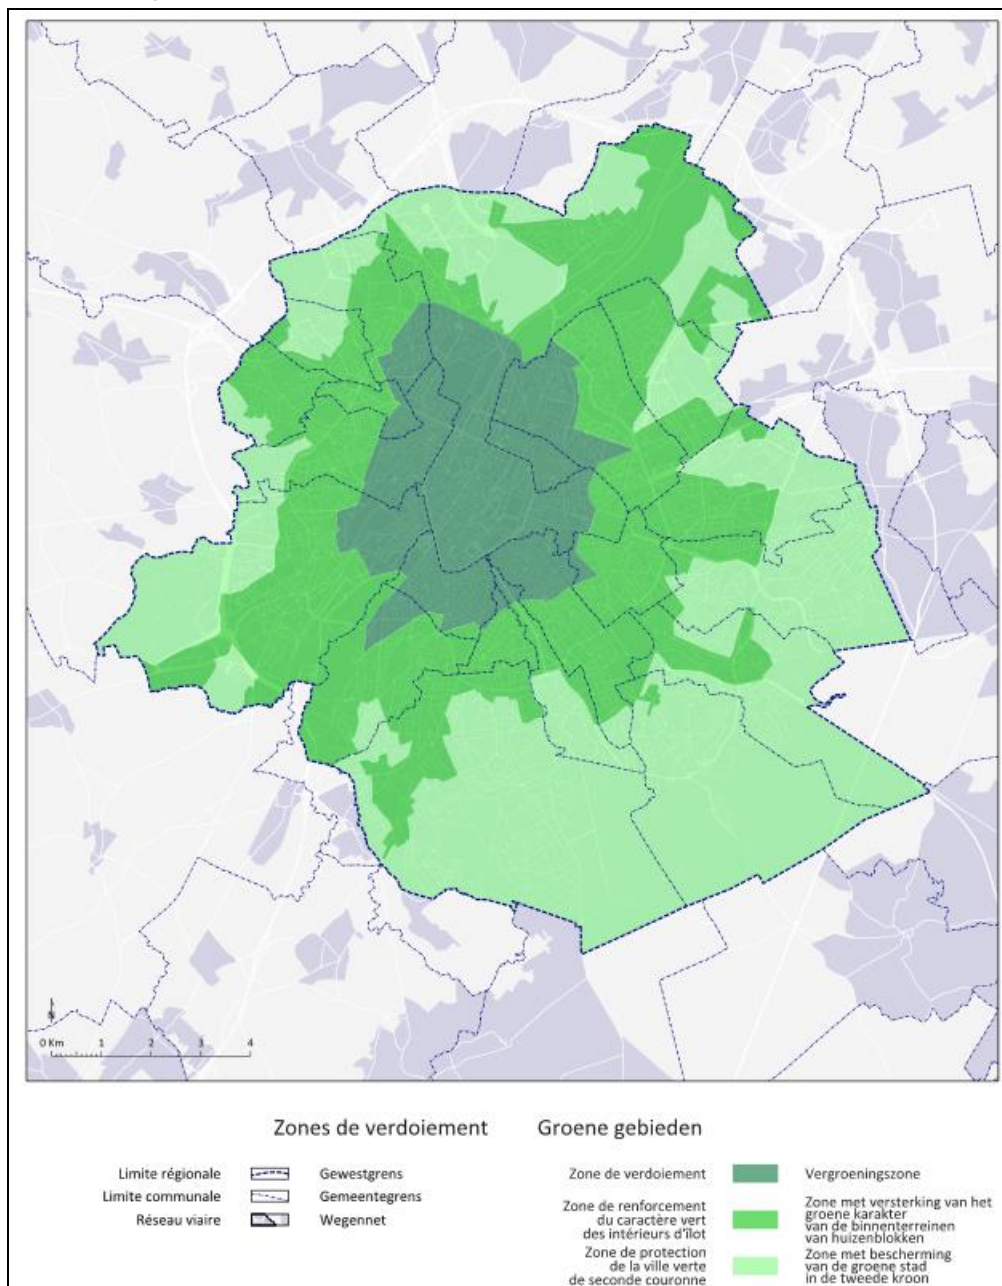 N
0 Km 1 2 3 4
Zones de verdoiement
Groene gebieden
Limite régionale
Gewestgrens
Limite communale
Gemeentegrens
Réseau viaire
Wegennet
Zone de verdoiement
Vergroeningszone
Zone de renforcement
du caractère vert
des intérieurs d'îlot
Zone met versterking van het
groene karakter
van de binnenterreinen
van huizenblokken
Zone de protection
de la ville verte
de seconde couronne
Zone met bescherming
van de groene stad
in de tweede kroon